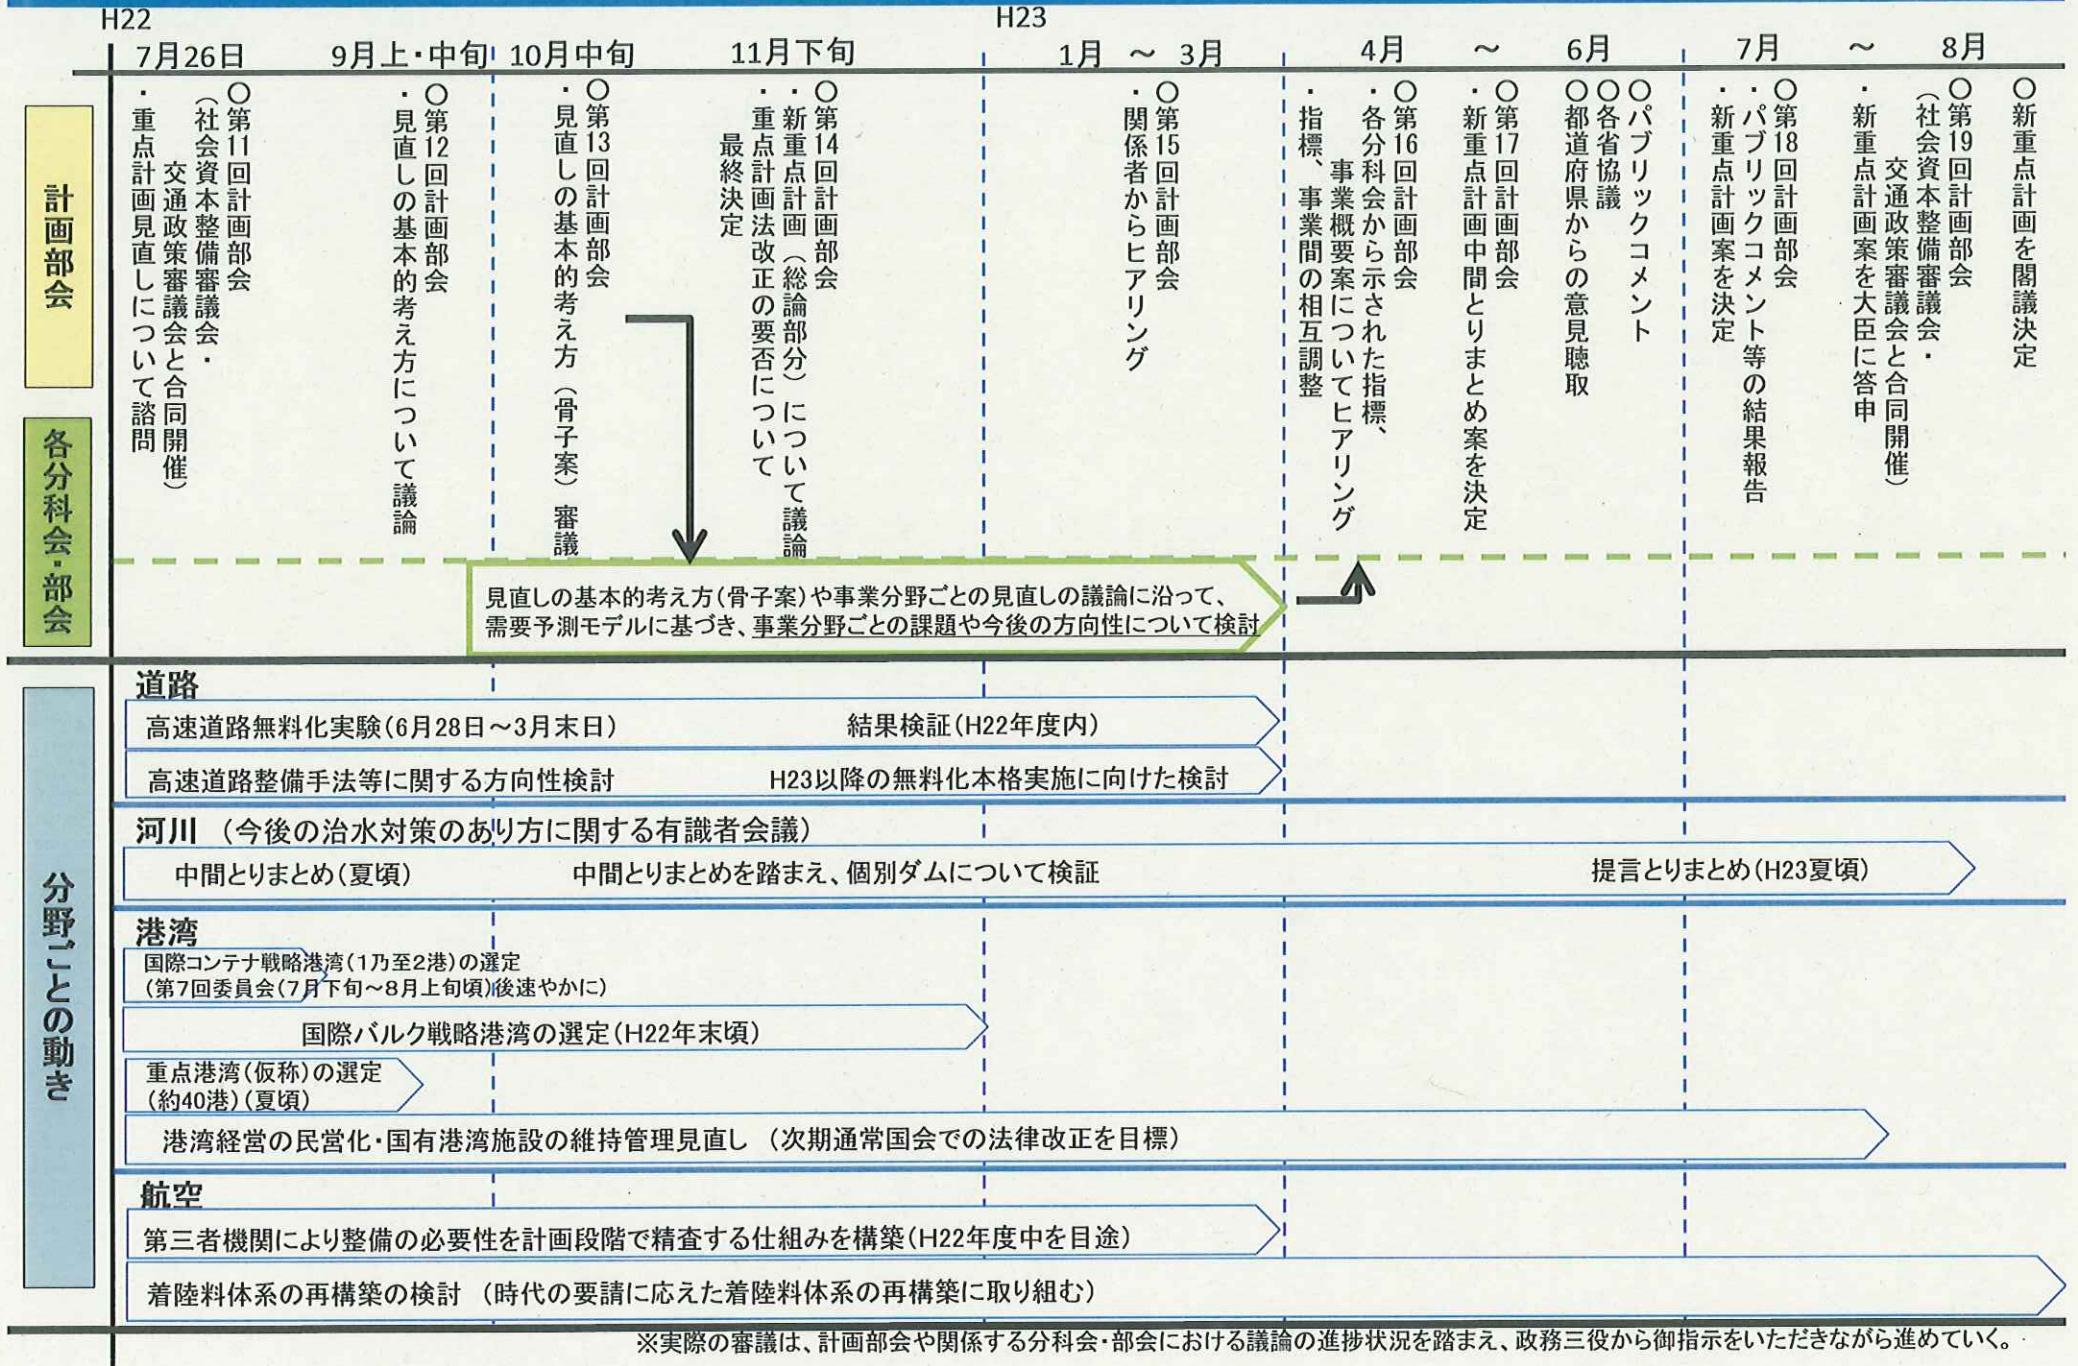 H22
H23
7月26日
9月上・中旬
10月中旬
11月下旬
1月 ～ 3月
4月 ～ 6月
7月 ～ 8月
計画部会
○第11回計画部会
（社会資本整備審議会・
交通政策審議会と合同開催）
・重点計画見直しについて諮問
○第12回計画部会
・見直しの基本的考え方について議論
○第13回計画部会
・見直しの基本的考え方（骨子案）審議
○第14回計画部会
・新重点計画（総論部分）について議論
・重点計画法改正の要否について
最終決定
○第15回計画部会
・関係者からヒアリング
○第16回計画部会
・各分科会から示された指標、
事業概要案についてヒアリング
・指標、事業間の相互調整
○第17回計画部会
・新重点計画中間とりまとめ案を決定
○パブリックコメント
○各省協議
○都道府県からの意見聴取
○第18回計画部会
・パブリックコメント等の結果報告
・新重点計画案を決定
○第19回計画部会
（社会資本整備審議会・
交通政策審議会と合同開催）
・新重点計画案を大臣に答申
○新重点計画を閣議決定
各分科会・部会
見直しの基本的考え方(骨子案)や事業分野ごとの見直しの議論に沿って、
需要予測モデルに基づき、事業分野ごとの課題や今後の方向性について検討
分野ごとの動き
道路
高速道路無料化実験(6月28日～3月末日) 結果検証(H22年度内)
高速道路整備手法等に関する方向性検討 H23以降の無料化本格実施に向けた検討
河川 (今後の治水対策のあり方に関する有識者会議)
中間とりまとめ(夏頃) 中間とりまとめを踏まえ、個別ダムについて検証 提言とりまとめ(H23夏頃)
港湾
国際コンテナ戦略港湾(1乃至2港)の選定
(第7回委員会(7月下旬～8月上旬頃)後速やかに)
国際バルク戦略港湾の選定(H22年末頃)
重点港湾(仮称)の選定
(約40港)(夏頃)
港湾経営の民営化・国有港湾施設の維持管理見直し (次期通常国会での法律改正を目標)
航空
第三者機関により整備の必要性を計画段階で精査する仕組みを構築(H22年度中を目途)
着陸料体系の再構築の検討 (時代の要請に応えた着陸料体系の再構築に取り組む)
※実際の審議は、計画部会や関係する分科会・部会における議論の進捗状況を踏まえ、政務三役から御指示をいただきながら進めていく。